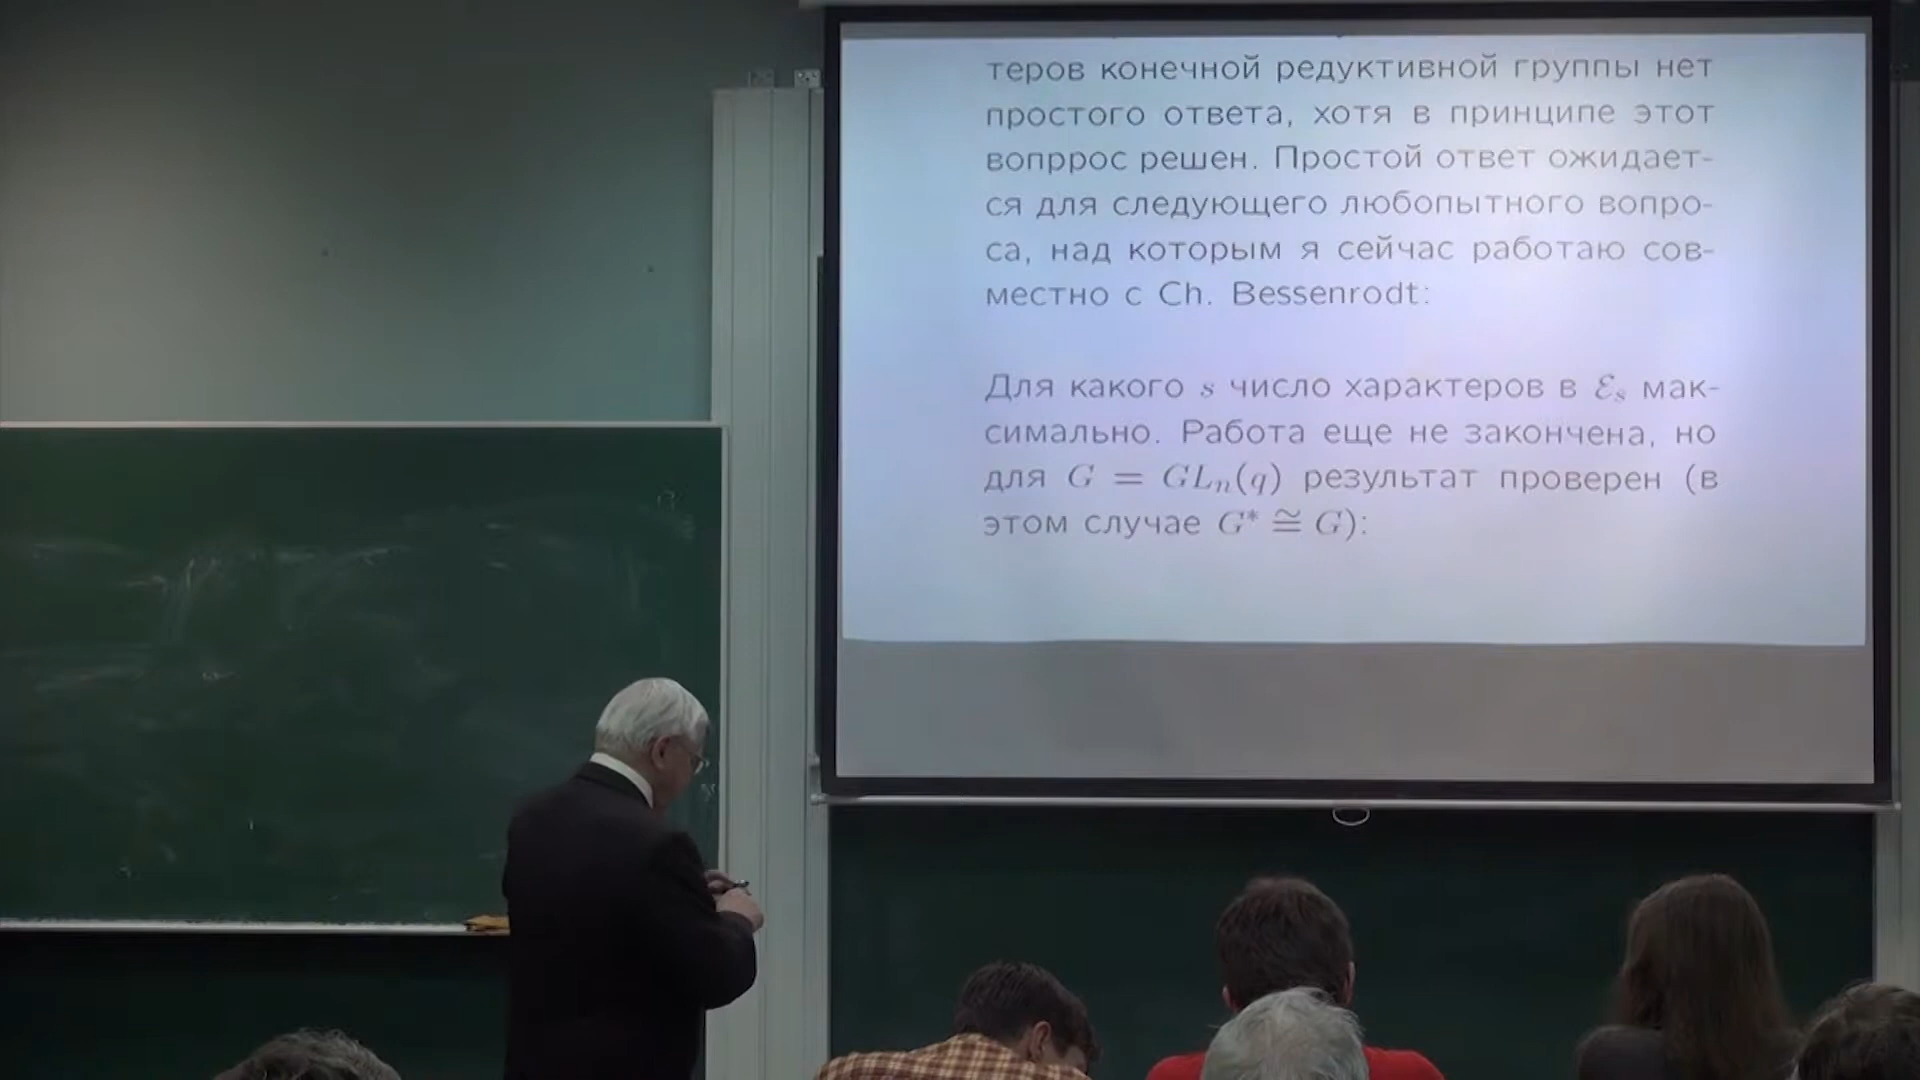 теров конечной редуктивной группы нет
простого ответа, хотя в принципе этот
вопррос решен. Простой ответ ожидает-
ся для следующего любопытного вопро-
са, над которым я сейчас работаю сов-
местно с Ch. Bessenrodt:
Для какого s число характеров в ℰₛ мак-
симально. Работа еще не закончена, но
для G = GLₙ(q) результат проверен (в
этом случае G* ≅ G):